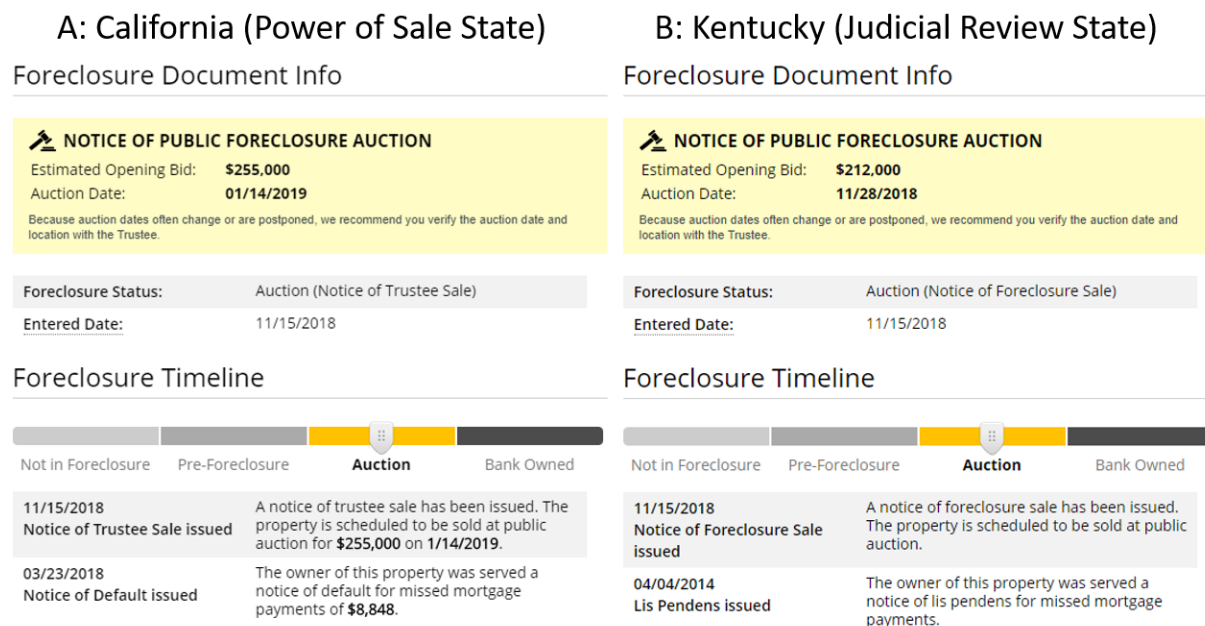 A: California (Power of Sale State)
Foreclosure Document Info
NOTICE OF PUBLIC FORECLOSURE AUCTION
Estimated Opening Bid: $255,000
Auction Date: 01/14/2019
Because auction dates often change or are postponed, we recommend you verify the auction date and
location with the Trustee.
Foreclosure Status: Auction (Notice of Trustee Sale)
Entered Date: 11/15/2018
Foreclosure Timeline
Not in Foreclosure Pre-Foreclosure Auction Bank Owned
11/15/2018
Notice of Trustee Sale issued
A notice of trustee sale has been issued. The
property is scheduled to be sold at public
auction for $255,000 on 1/14/2019.
03/23/2018
Notice of Default issued
The owner of this property was served a
notice of default for missed mortgage
payments of $8,848.
B: Kentucky (Judicial Review State)
Foreclosure Document Info
NOTICE OF PUBLIC FORECLOSURE AUCTION
Estimated Opening Bid: $212,000
Auction Date: 11/28/2018
Because auction dates often change or are postponed, we recommend you verify the auction date and
location with the Trustee.
Foreclosure Status: Auction (Notice of Foreclosure Sale)
Entered Date: 11/15/2018
Foreclosure Timeline
Not in Foreclosure Pre-Foreclosure Auction Bank Owned
11/15/2018
Notice of Foreclosure Sale
issued
A notice of foreclosure sale has been issued.
The property is scheduled to be sold at public
auction.
04/04/2014
Lis Pendens issued
The owner of this property was served a
notice of lis pendens for missed mortgage
payments.